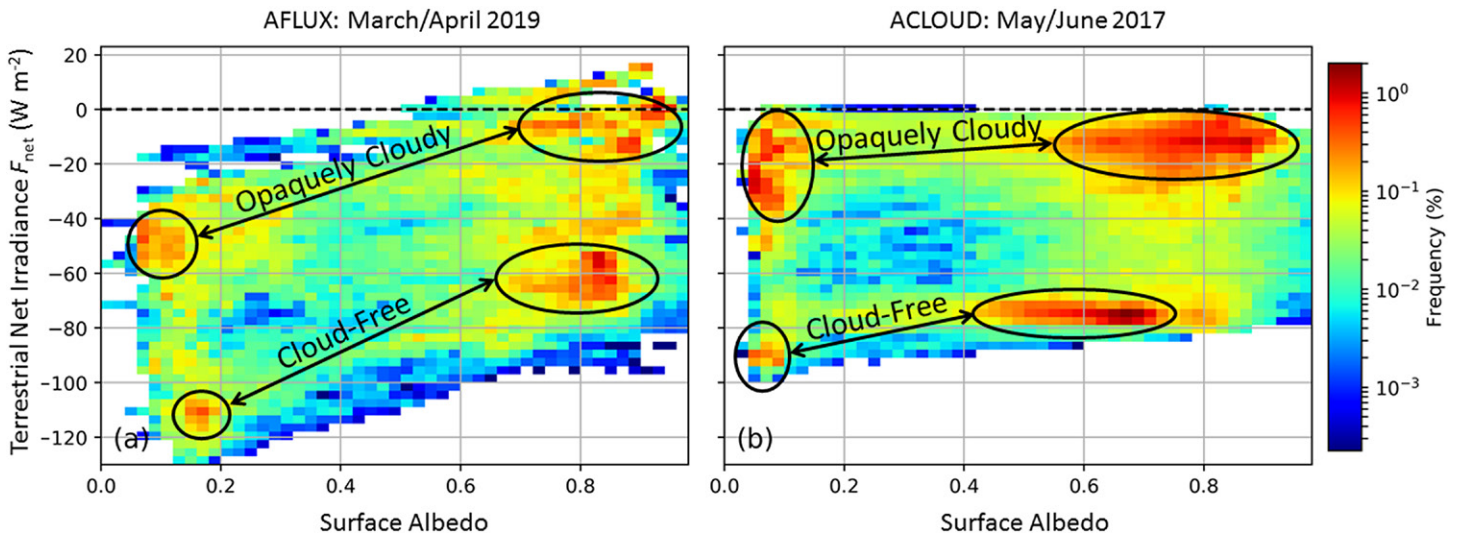 AFLUX: March/April 2019
ACLOUD: May/June 2017
Terrestrial Net Irradiance Fnet (W m-2)
20
0
−20
−40
−60
−80
−100
−120
Opaquely Cloudy
Cloud-Free
(a)
0.0 0.2 0.4 0.6 0.8
Surface Albedo
Opaquely Cloudy
Cloud-Free
(b)
0.0 0.2 0.4 0.6 0.8
Surface Albedo
10⁰
10⁻¹
10⁻²
10⁻³
Frequency (%)